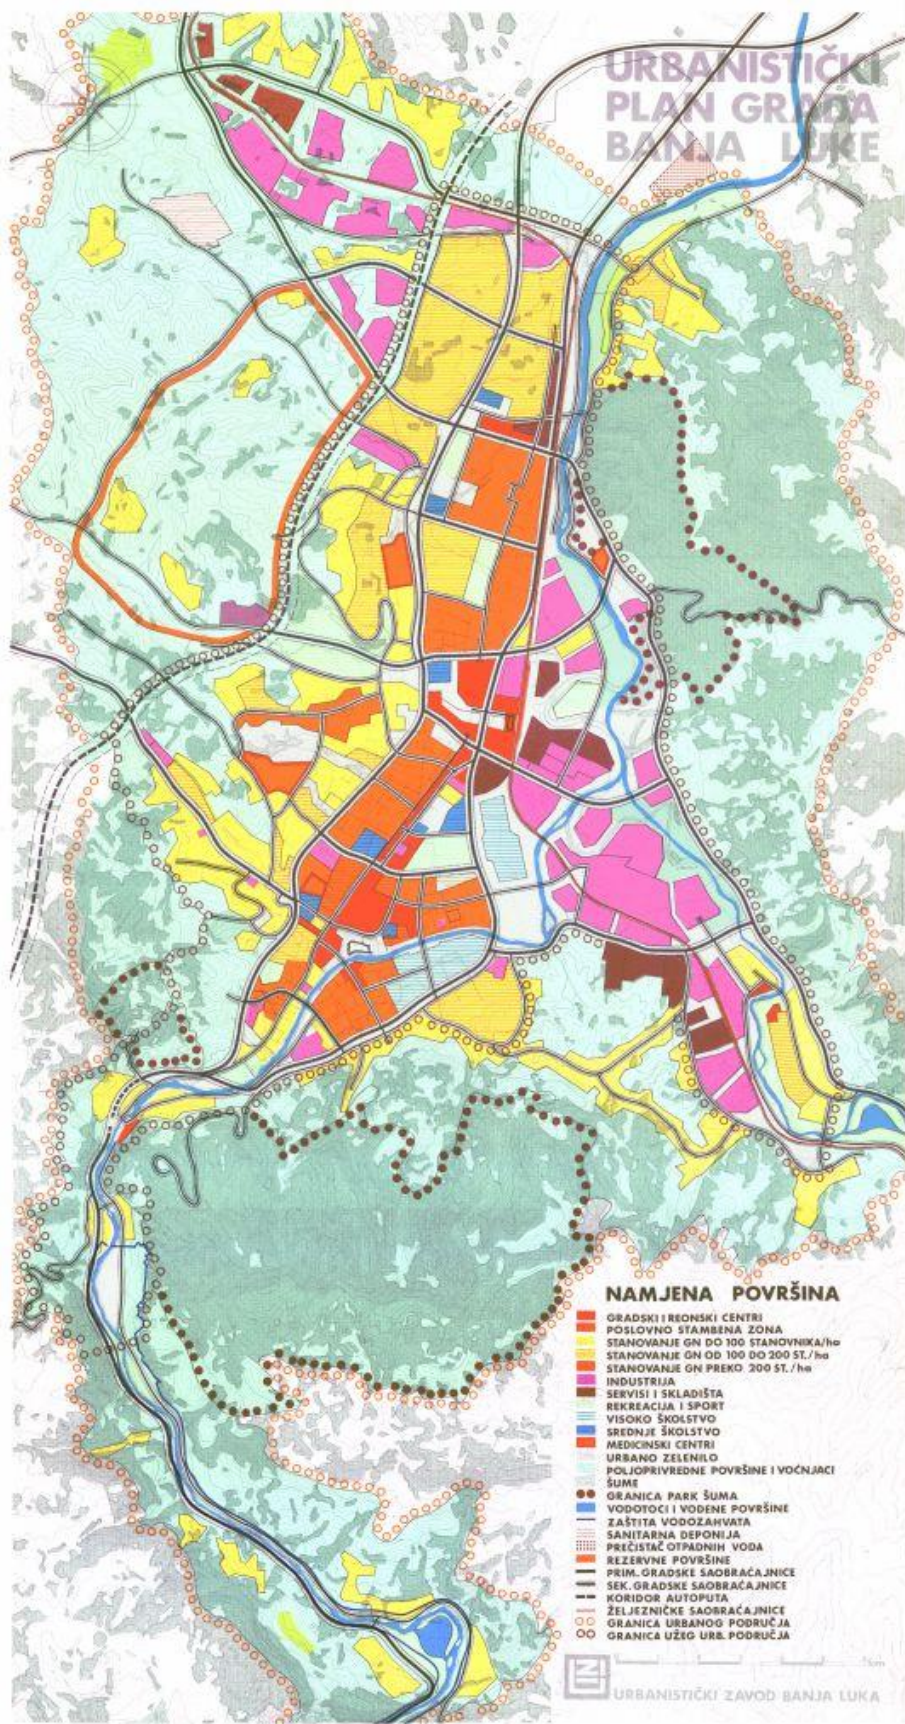 N
URBANISTIČKI
PLAN GRADA
BANJA LUKE
NAMJENA POVRŠINA
GRADSKI I REONSKI CENTRI
POSLOVNO STAMBENA ZONA
STANOVANJE GN DO 100 STANOVNIKA/ha
STANOVANJE GN OD 100 DO 200 ST./ha
STANOVANJE GN PREKO 200 ST./ha
INDUSTRIJA
SERVISI I SKLADIŠTA
REKREACIJA I SPORT
VISOKO ŠKOLSTVO
SREDNJE ŠKOLSTVO
MEDICINSKI CENTRI
URBANO ZELENILO
POLJOPRIVREDNE POVRŠINE I VOĆNJACI
ŠUME
GRANICA PARK ŠUMA
VODOTOCI I VODENE POVRŠINE
ZAŠTITA VODOZAHVATA
SANITARNA DEPONIJA
PREČISTAČ OTPADNIH VODA
REZERVNE POVRŠINE
PRIM. GRADSKE SAOBRAĆAJNICE
SEK. GRADSKE SAOBRAĆAJNICE
KORIDOR AUTOPUTA
ŽELJEZNIČKE SAOBRAĆAJNICE
GRANICA URBANOG PODRUČJA
GRANICA UŽEG URB. PODRUČJA
km
URBANISTIČKI ZAVOD BANJA LUKA